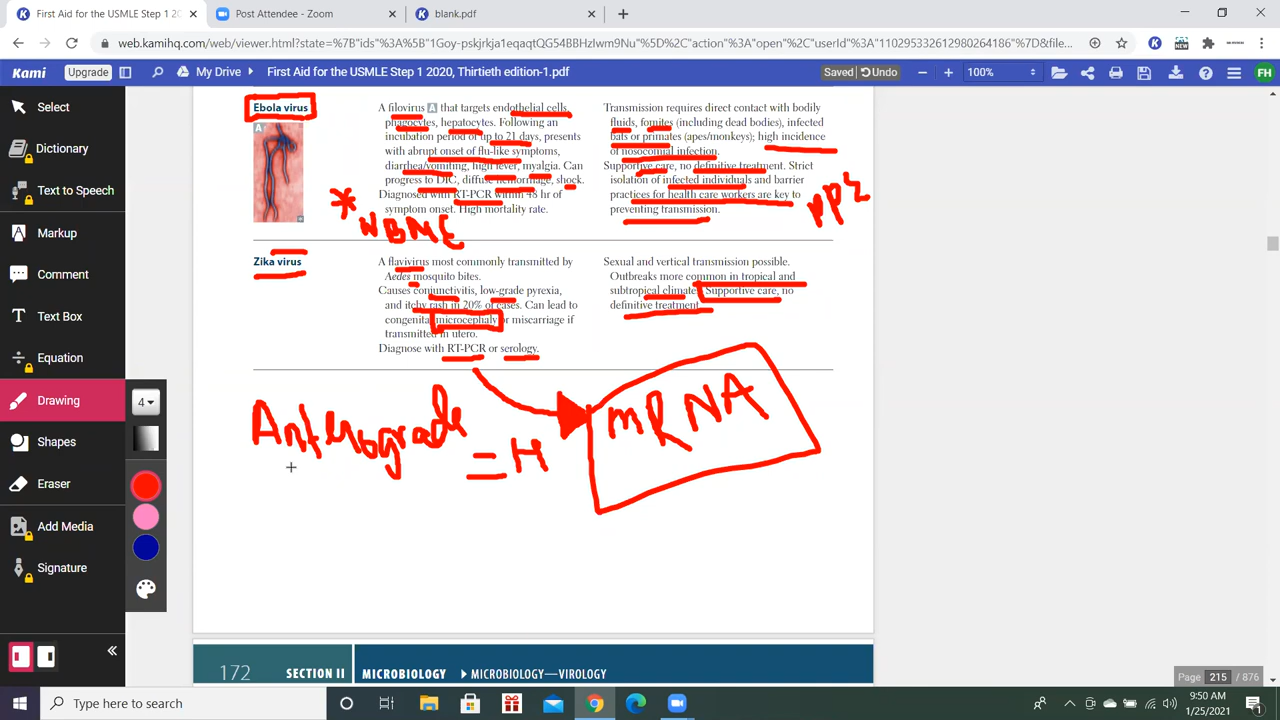 First Aid for the USMLE Step 1 20
Post Attendee - Zoom
blank.pdf
web.kamihq.com/web/viewer.html?state=%7B"ids"%3A%5B"1Goy-pskjrkja1eqaqtQG54BBHzIwm9Nu"%5D%2C"action"%3A"open"%2C"userId"%3A"110295332612980264186"%7D&file...
NEW
Kami
Upgrade
My Drive
First Aid for the USMLE Step 1 2020, Thirtieth edition-1.pdf
Saved
Undo
100%
FH
Select
Dictionary
Text To Speech
Markup
Comment
Text Box
Equation
Drawing
4
Shapes
Eraser
Add Media
Signature
Ebola virus
A
A filovirus A that targets endothelial cells,
phagocytes, hepatocytes. Following an
incubation period of up to 21 days, presents
with abrupt onset of flu-like symptoms,
diarrhea/vomiting, high fever, myalgia. Can
progress to DIC, diffuse hemorrhage, shock.
Diagnosed with RT-PCR within 48 hr of
symptom onset. High mortality rate.
Transmission requires direct contact with bodily
fluids, fomites (including dead bodies), infected
bats or primates (apes/monkeys); high incidence
of nosocomial infection.
Supportive care, no definitive treatment. Strict
isolation of infected individuals and barrier
practices for health care workers are key to
preventing transmission.
* NBME
Zika virus
A flavivirus most commonly transmitted by
Aedes mosquito bites.
Causes conjunctivitis, low-grade pyrexia,
and itchy rash in 20% of cases. Can lead to
congenital microcephaly or miscarriage if
transmitted in utero.
Diagnose with RT-PCR or serology.
Sexual and vertical transmission possible.
Outbreaks more common in tropical and
subtropical climates. Supportive care, no
definitive treatment.
Anterograde
= H
mRNA
172 SECTION II MICROBIOLOGY ▸ MICROBIOLOGY—VIROLOGY
Page 215 / 876
Type here to search
9:50 AM
1/25/2021
1